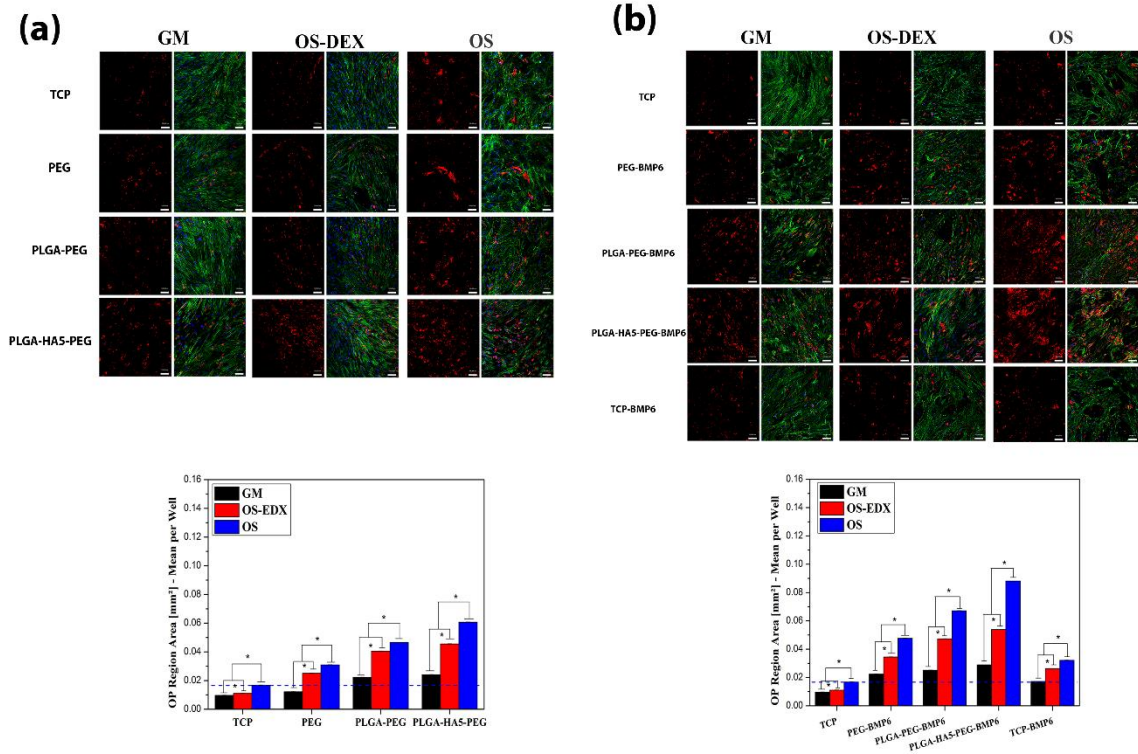 (a)
GM OS-DEX OS
TCP
PEG
PLGA-PEG
PLGA-HA5-PEG
0.16
0.14
0.12
0.10
0.08
0.06
0.04
0.02
0.00
OP Region Area [mm²] - Mean per Well
GM
OS-EDX
OS
* * * * * * * *
TCP PEG PLGA-PEG PLGA-HA5-PEG
(b)
GM OS-DEX OS
TCP
PEG-BMP6
PLGA-PEG-BMP6
PLGA-HA5-PEG-BMP6
TCP-BMP6
0.16
0.14
0.12
0.10
0.08
0.06
0.04
0.02
0.00
OP Region Area [mm²] - Mean per Well
GM
OS-EDX
OS
* * * * * * * * * *
TCP PEG-BMP6 PLGA-PEG-BMP6 PLGA-HA5-PEG-BMP6 TCP-BMP6